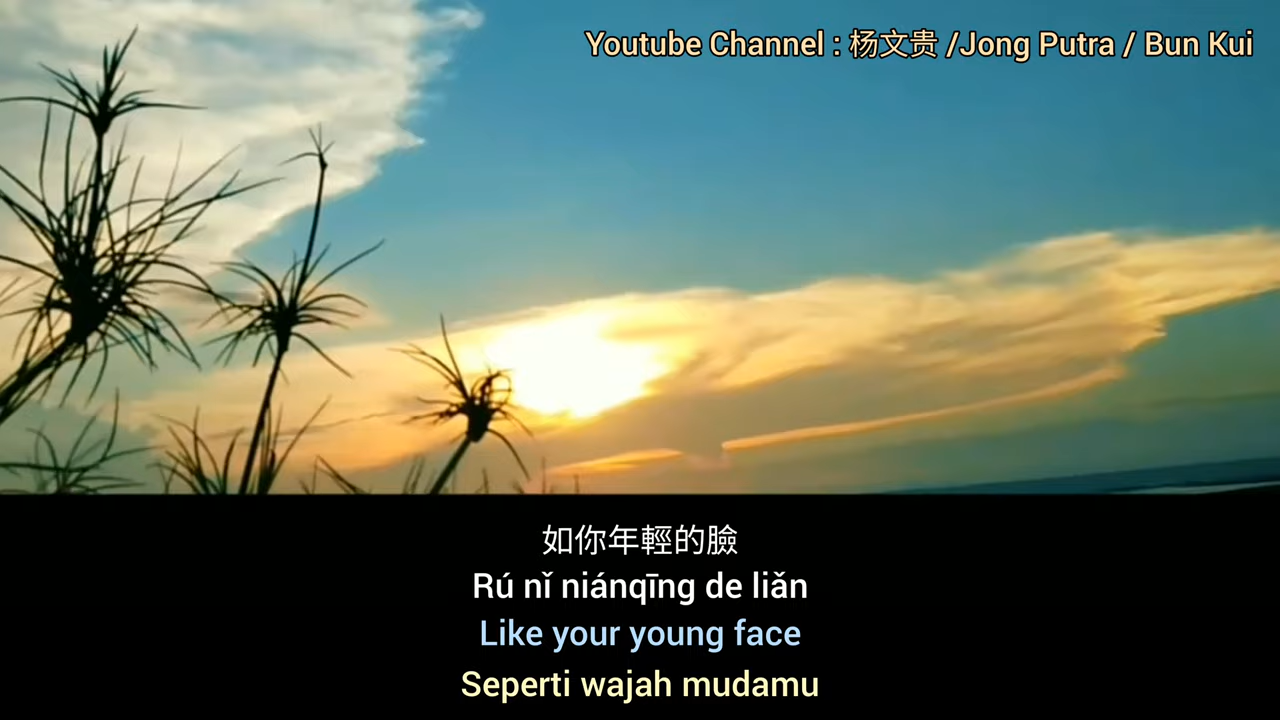 Youtube Channel : 杨文贵 /Jong Putra / Bun Kui
如你年輕的臉
Rú nǐ niánqīng de liǎn
Like your young face
Seperti wajah mudamu